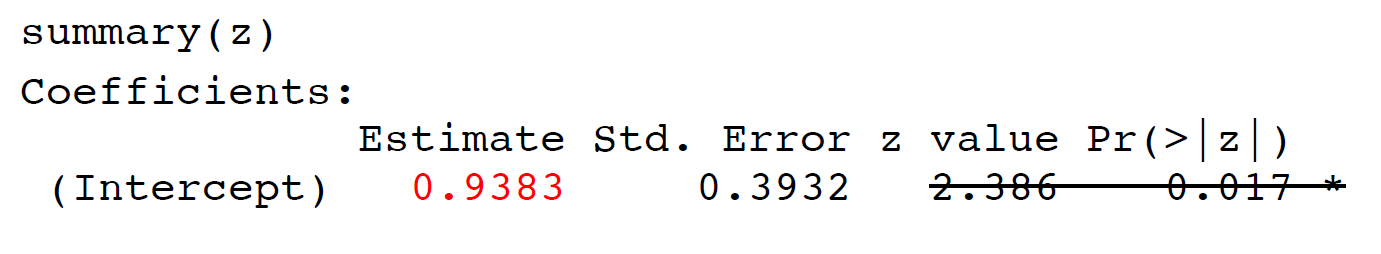 summary(z)
Coefficients:
Estimate Std. Error z value Pr(>|z|)
(Intercept) 0.9383 0.3932 2.386 0.017 *